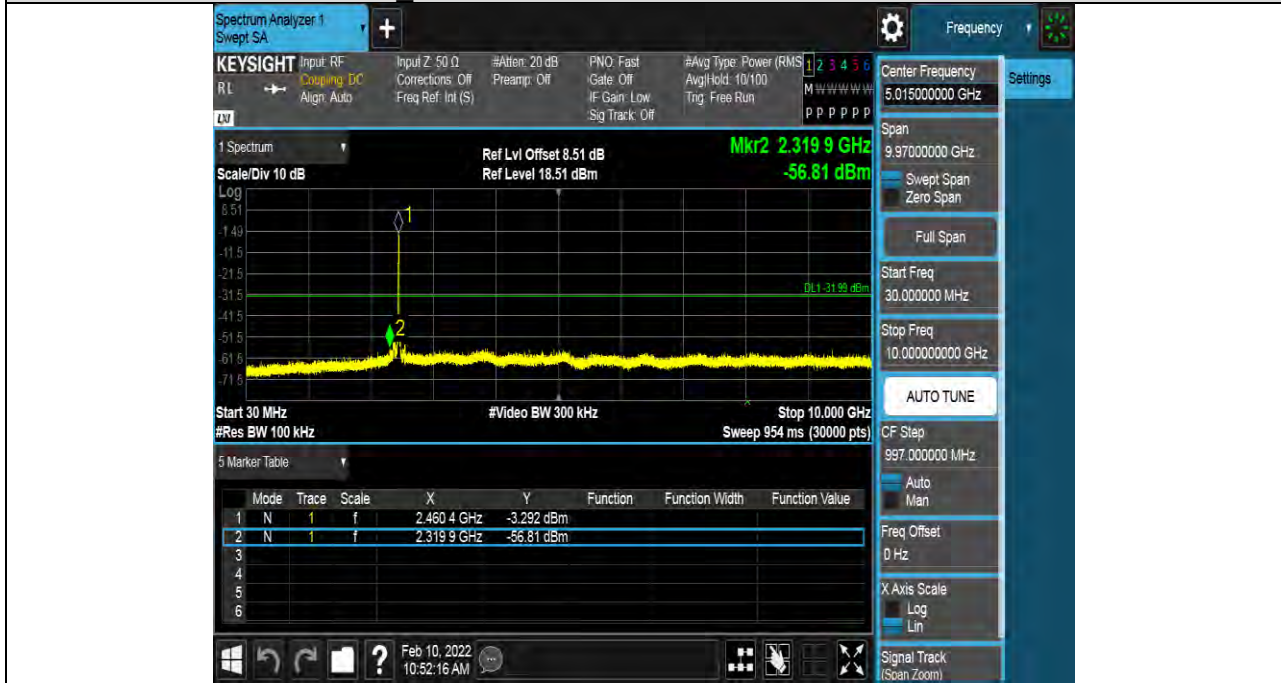 Spectrum Analyzer 1
Swept SA
+
Frequency
KEYSIGHT
RL
LXI
Input: RF
Coupling: DC
Align: Auto
Input Z: 50 Ω
Corrections: Off
Freq Ref: Int (S)
#Atten: 20 dB
Preamp: Off
PNO: Fast
Gate: Off
IF Gain: Low
Sig Track: Off
#Avg Type: Power (RMS
Avg|Hold: 10/100
Trig: Free Run
1 2 3 4 5 6
M W W W W W
P P P P P P
1 Spectrum
Scale/Div 10 dB
Ref Lvl Offset 8.51 dB
Ref Level 18.51 dBm
Mkr2 2.319 9 GHz
-56.81 dBm
Log
8.51
-1.49
-11.5
-21.5
-31.5
-41.5
-51.5
-61.5
-71.5
1
2
DL1 -31.99 dBm
Start 30 MHz
#Video BW 300 kHz
Stop 10.000 GHz
#Res BW 100 kHz
Sweep 954 ms (30000 pts)
5 Marker Table
Mode Trace Scale X Y Function Function Width Function Value
1 N 1 f 2.460 4 GHz -3.292 dBm
2 N 1 f 2.319 9 GHz -56.81 dBm
3
4
5
6
?
Feb 10, 2022
10:52:16 AM
Center Frequency
5.015000000 GHz
Settings
Span
9.97000000 GHz
Swept Span
Zero Span
Full Span
Start Freq
30.000000 MHz
Stop Freq
10.000000000 GHz
AUTO TUNE
CF Step
997.000000 MHz
Auto
Man
Freq Offset
0 Hz
X Axis Scale
Log
Lin
Signal Track
(Span Zoom)